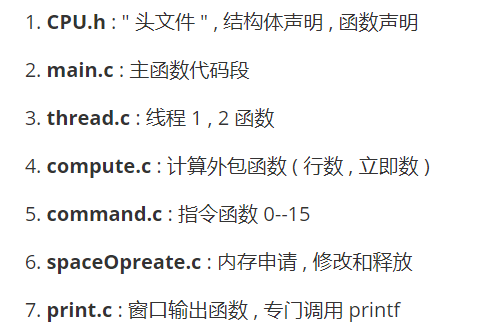 1. CPU.h : " 头文件 " , 结构体声明 , 函数声明
2. main.c : 主函数代码段
3. thread.c : 线程 1 , 2 函数
4. compute.c : 计算外包函数 ( 行数 , 立即数 )
5. command.c : 指令函数 0--15
6. spaceOpreate.c : 内存申请 , 修改和释放
7. print.c : 窗口输出函数 , 专门调用 printf